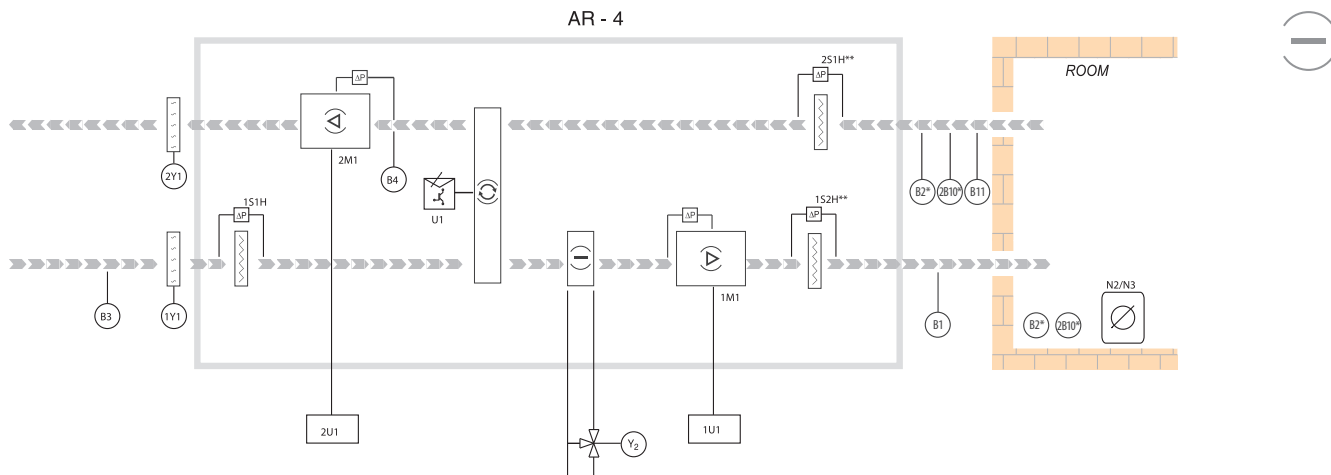 AR - 4
2S1H**
ROOM
ΔP
ΔP
2M1
2Y1
B4
B2*
2B10*
B11
U1
1S1H
1S2H**
ΔP
ΔP
ΔP
N2/N3
1M1
B3
1Y1
B1
B2*
2B10*
2U1
1U1
Y2